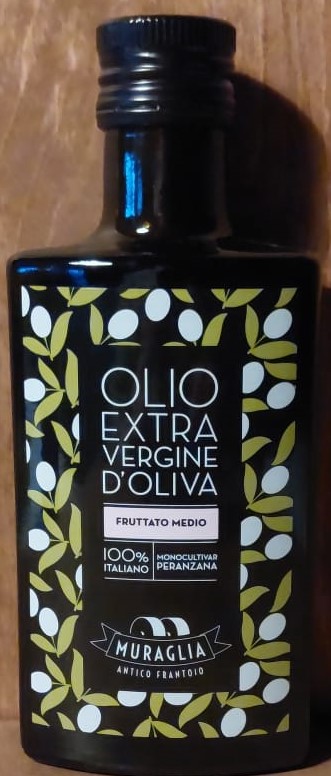 OLIO
EXTRA
VERGINE
D'OLIVA
FRUTTATO MEDIO
100%
ITALIANO
MONOCULTIVAR
PERANZANA
MURAGLIA
ANTICO FRANTOIO